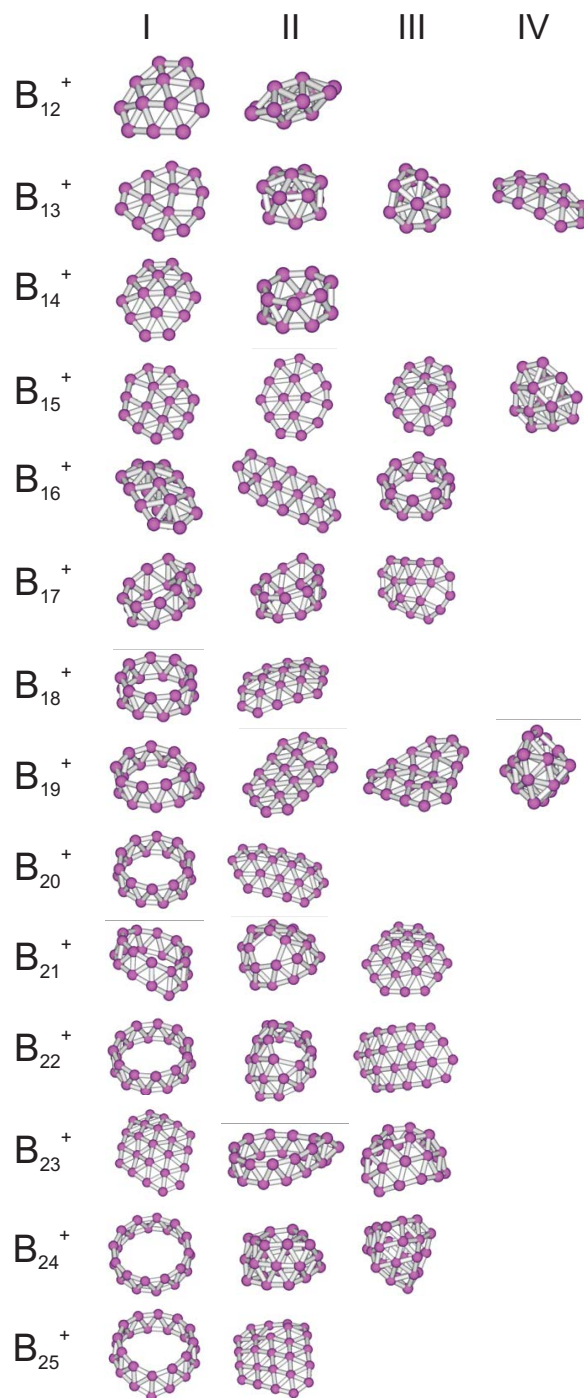 I II III IV
B₁₂⁺
B₁₃⁺
B₁₄⁺
B₁₅⁺
B₁₆⁺
B₁₇⁺
B₁₈⁺
B₁₉⁺
B₂₀⁺
B₂₁⁺
B₂₂⁺
B₂₃⁺
B₂₄⁺
B₂₅⁺